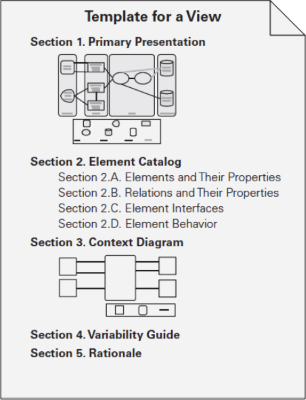 Template for a View
Section 1. Primary Presentation
Section 2. Element Catalog
Section 2.A. Elements and Their Properties
Section 2.B. Relations and Their Properties
Section 2.C. Element Interfaces
Section 2.D. Element Behavior
Section 3. Context Diagram
Section 4. Variability Guide
Section 5. Rationale